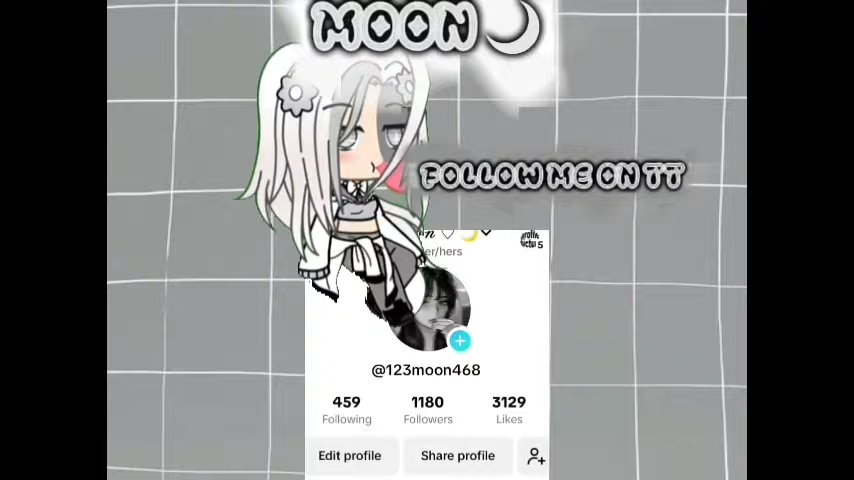 MOON🌙
FOLLOW ME ON TT
er/hers
@123moon468
459 1180 3129
Following Followers Likes
Edit profile Share profile